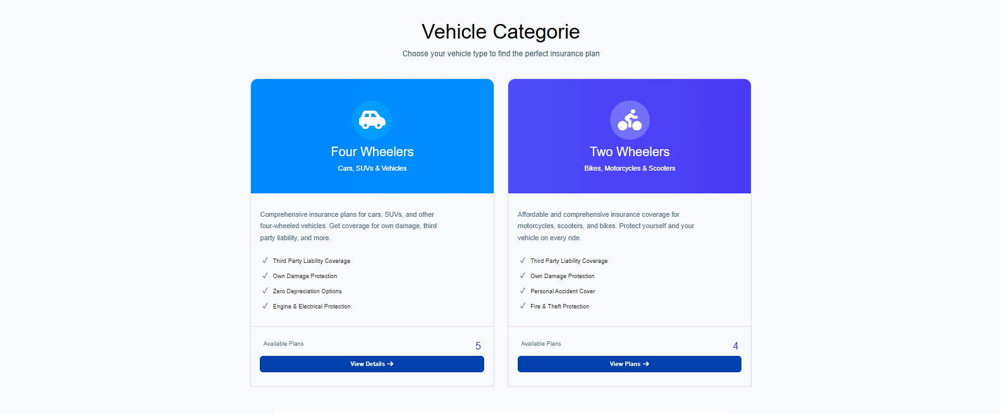 Vehicle Categorie
Choose your vehicle type to find the perfect insurance plan
Four Wheelers
Cars, SUVs & Vehicles
Comprehensive insurance plans for cars, SUVs, and other
four-wheeled vehicles. Get coverage for own damage, third
party liability, and more.
✓ Third Party Liability Coverage
✓ Own Damage Protection
✓ Zero Depreciation Options
✓ Engine & Electrical Protection
Available Plans 5
View Details →
Two Wheelers
Bikes, Motorcycles & Scooters
Affordable and comprehensive insurance coverage for
motorcycles, scooters, and bikes. Protect yourself and your
vehicle on every ride.
✓ Third Party Liability Coverage
✓ Own Damage Protection
✓ Personal Accident Cover
✓ Fire & Theft Protection
Available Plans 4
View Plans →